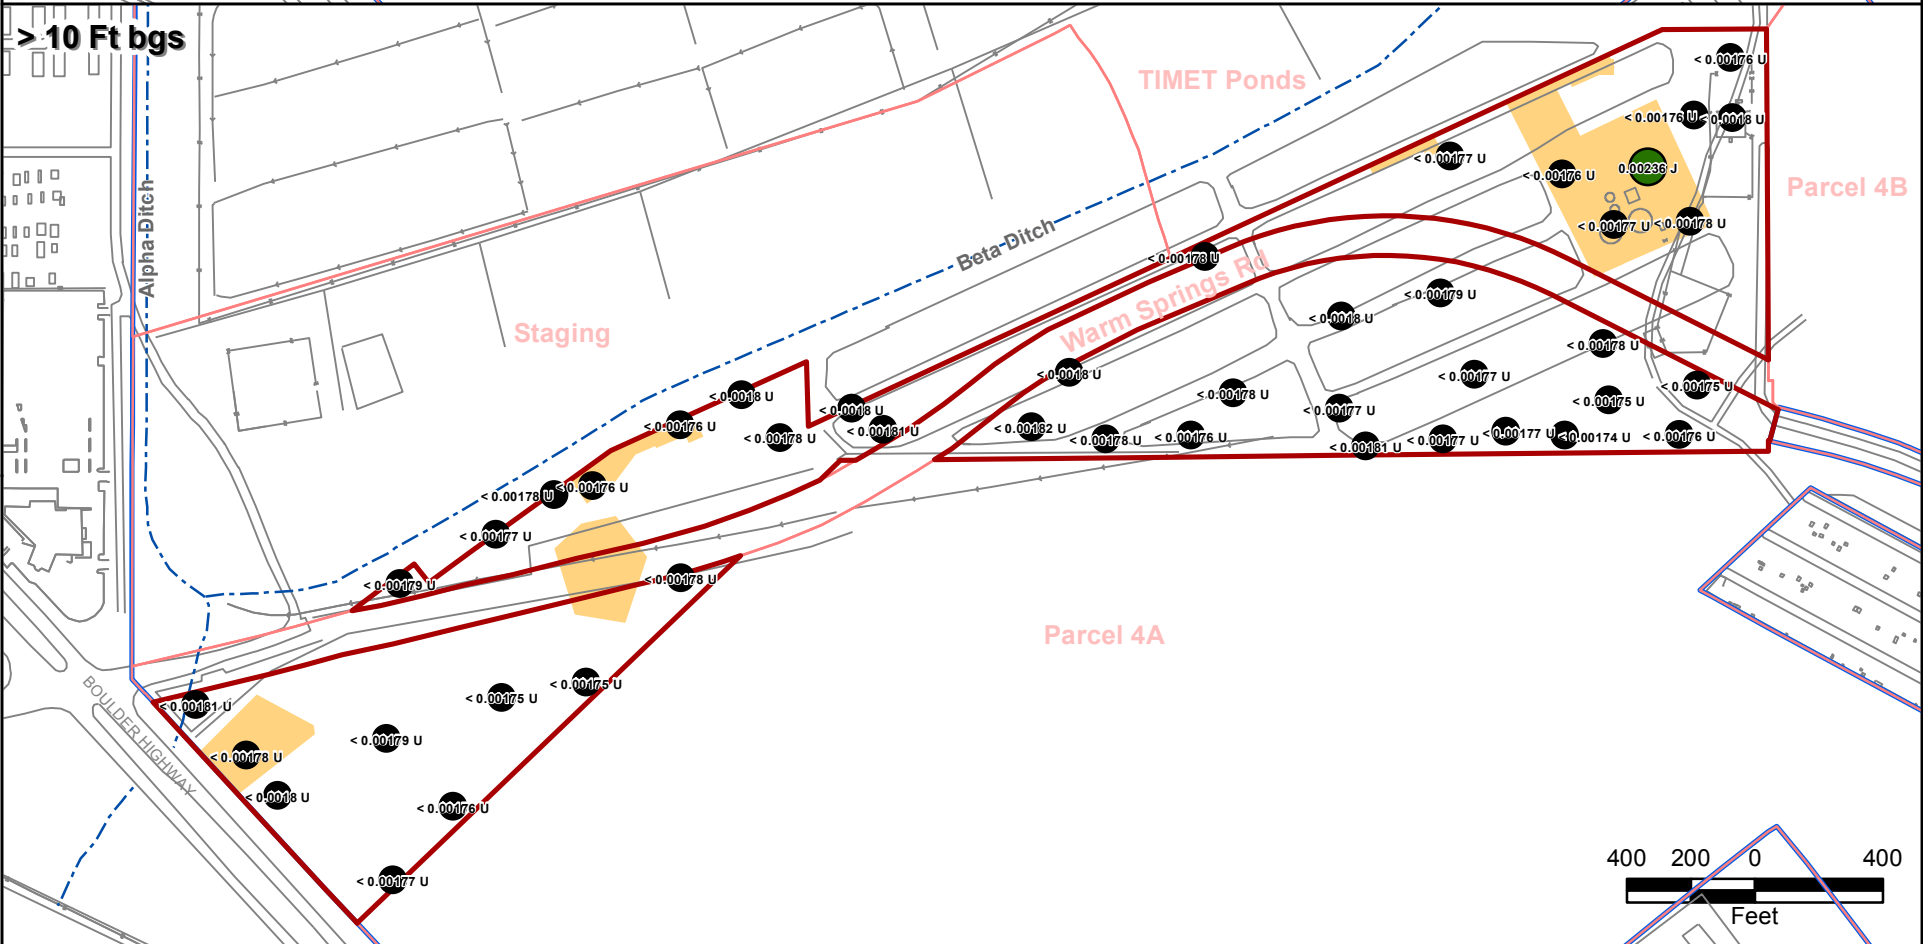 > 10 Ft bgs
TIMET Ponds
< 0.00176 U
< 0.00176 U
< 0.0018 U
< 0.00177 U
< 0.00176 U
0.00236 J
Parcel 4B
Alpha Ditch
< 0.00177 U
< 0.00178 U
Beta Ditch
< 0.00178 U
Warm Springs Rd
< 0.00179 U
< 0.0018 U
Staging
< 0.00178 U
< 0.0018 U
< 0.00177 U
< 0.00175 U
< 0.0018 U
< 0.00178 U
< 0.00175 U
< 0.0018 U
< 0.00177 U
< 0.00176 U
< 0.00178 U
< 0.00181 U
< 0.00182 U
< 0.00178 U
< 0.00176 U
< 0.00181 U
< 0.00177 U
< 0.00177 U
< 0.00174 U
< 0.00176 U
< 0.00178 U
< 0.00176 U
< 0.00177 U
< 0.00179 U
< 0.00178 U
Parcel 4A
< 0.00175 U
< 0.00175 U
< 0.00181 U
BOULDER HIGHWAY
< 0.00179 U
< 0.00178 U
< 0.0018 U
< 0.00176 U
< 0.00177 U
400 200 0 400
Feet